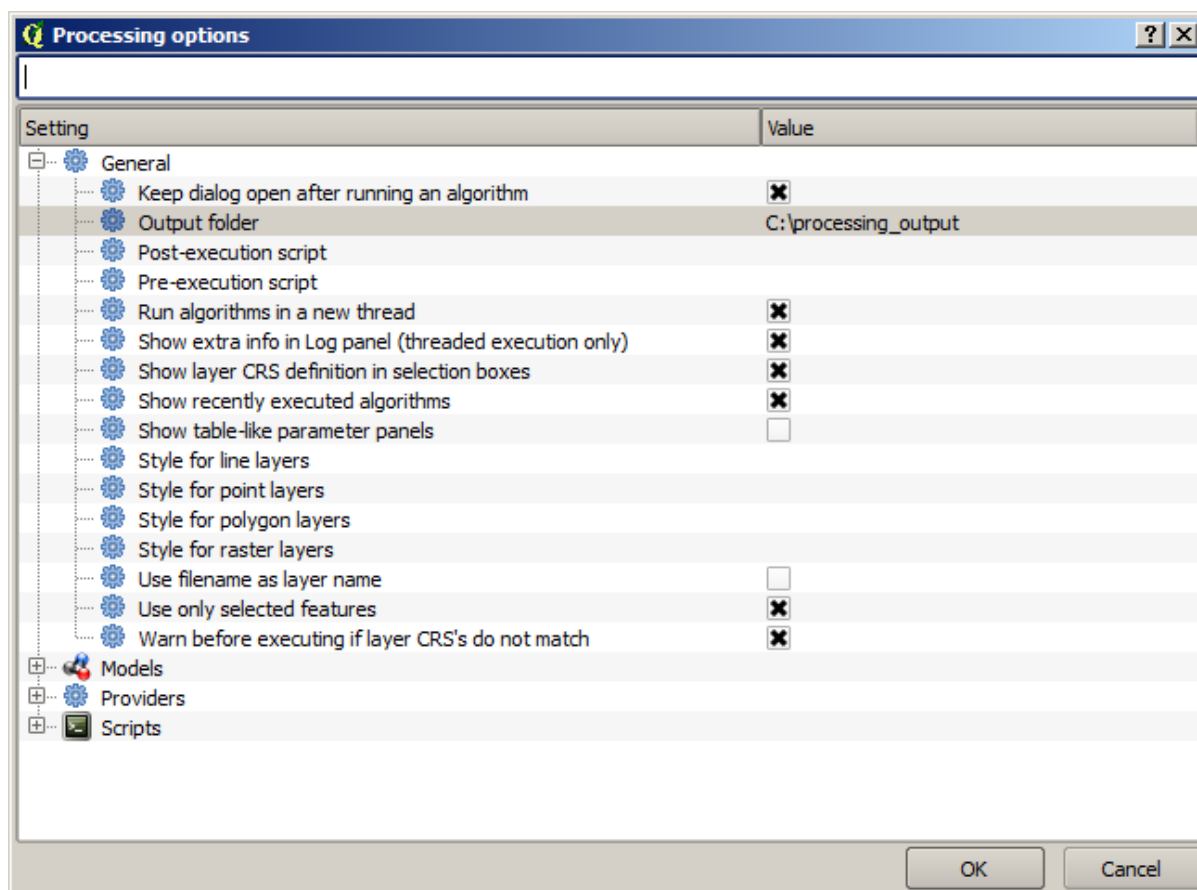 Processing options
Setting Value
General
Keep dialog open after running an algorithm
Output folder C:\processing_output
Post-execution script
Pre-execution script
Run algorithms in a new thread
Show extra info in Log panel (threaded execution only)
Show layer CRS definition in selection boxes
Show recently executed algorithms
Show table-like parameter panels
Style for line layers
Style for point layers
Style for polygon layers
Style for raster layers
Use filename as layer name
Use only selected features
Warn before executing if layer CRS's do not match
Models
Providers
Scripts
OK Cancel